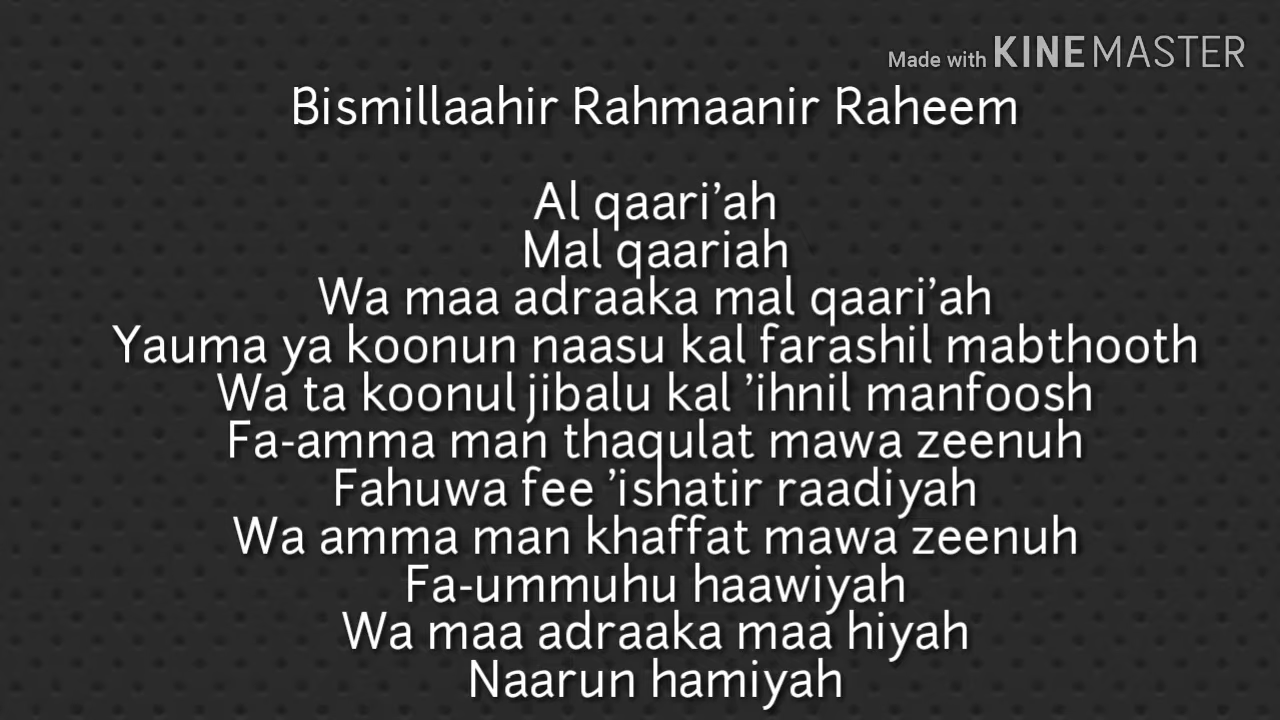 Made with KINEMASTER
Bismillaahir Rahmaanir Raheem
Al qaari’ah
Mal qaariah
Wa maa adraaka mal qaari’ah
Yauma ya koonun naasu kal farashil mabthooth
Wa ta koonul jibalu kal ’ihnil manfoosh
Fa-amma man thaqulat mawa zeenuh
Fahuwa fee ’ishatir raadiyah
Wa amma man khaffat mawa zeenuh
Fa-ummuhu haawiyah
Wa maa adraaka maa hiyah
Naarun hamiyah